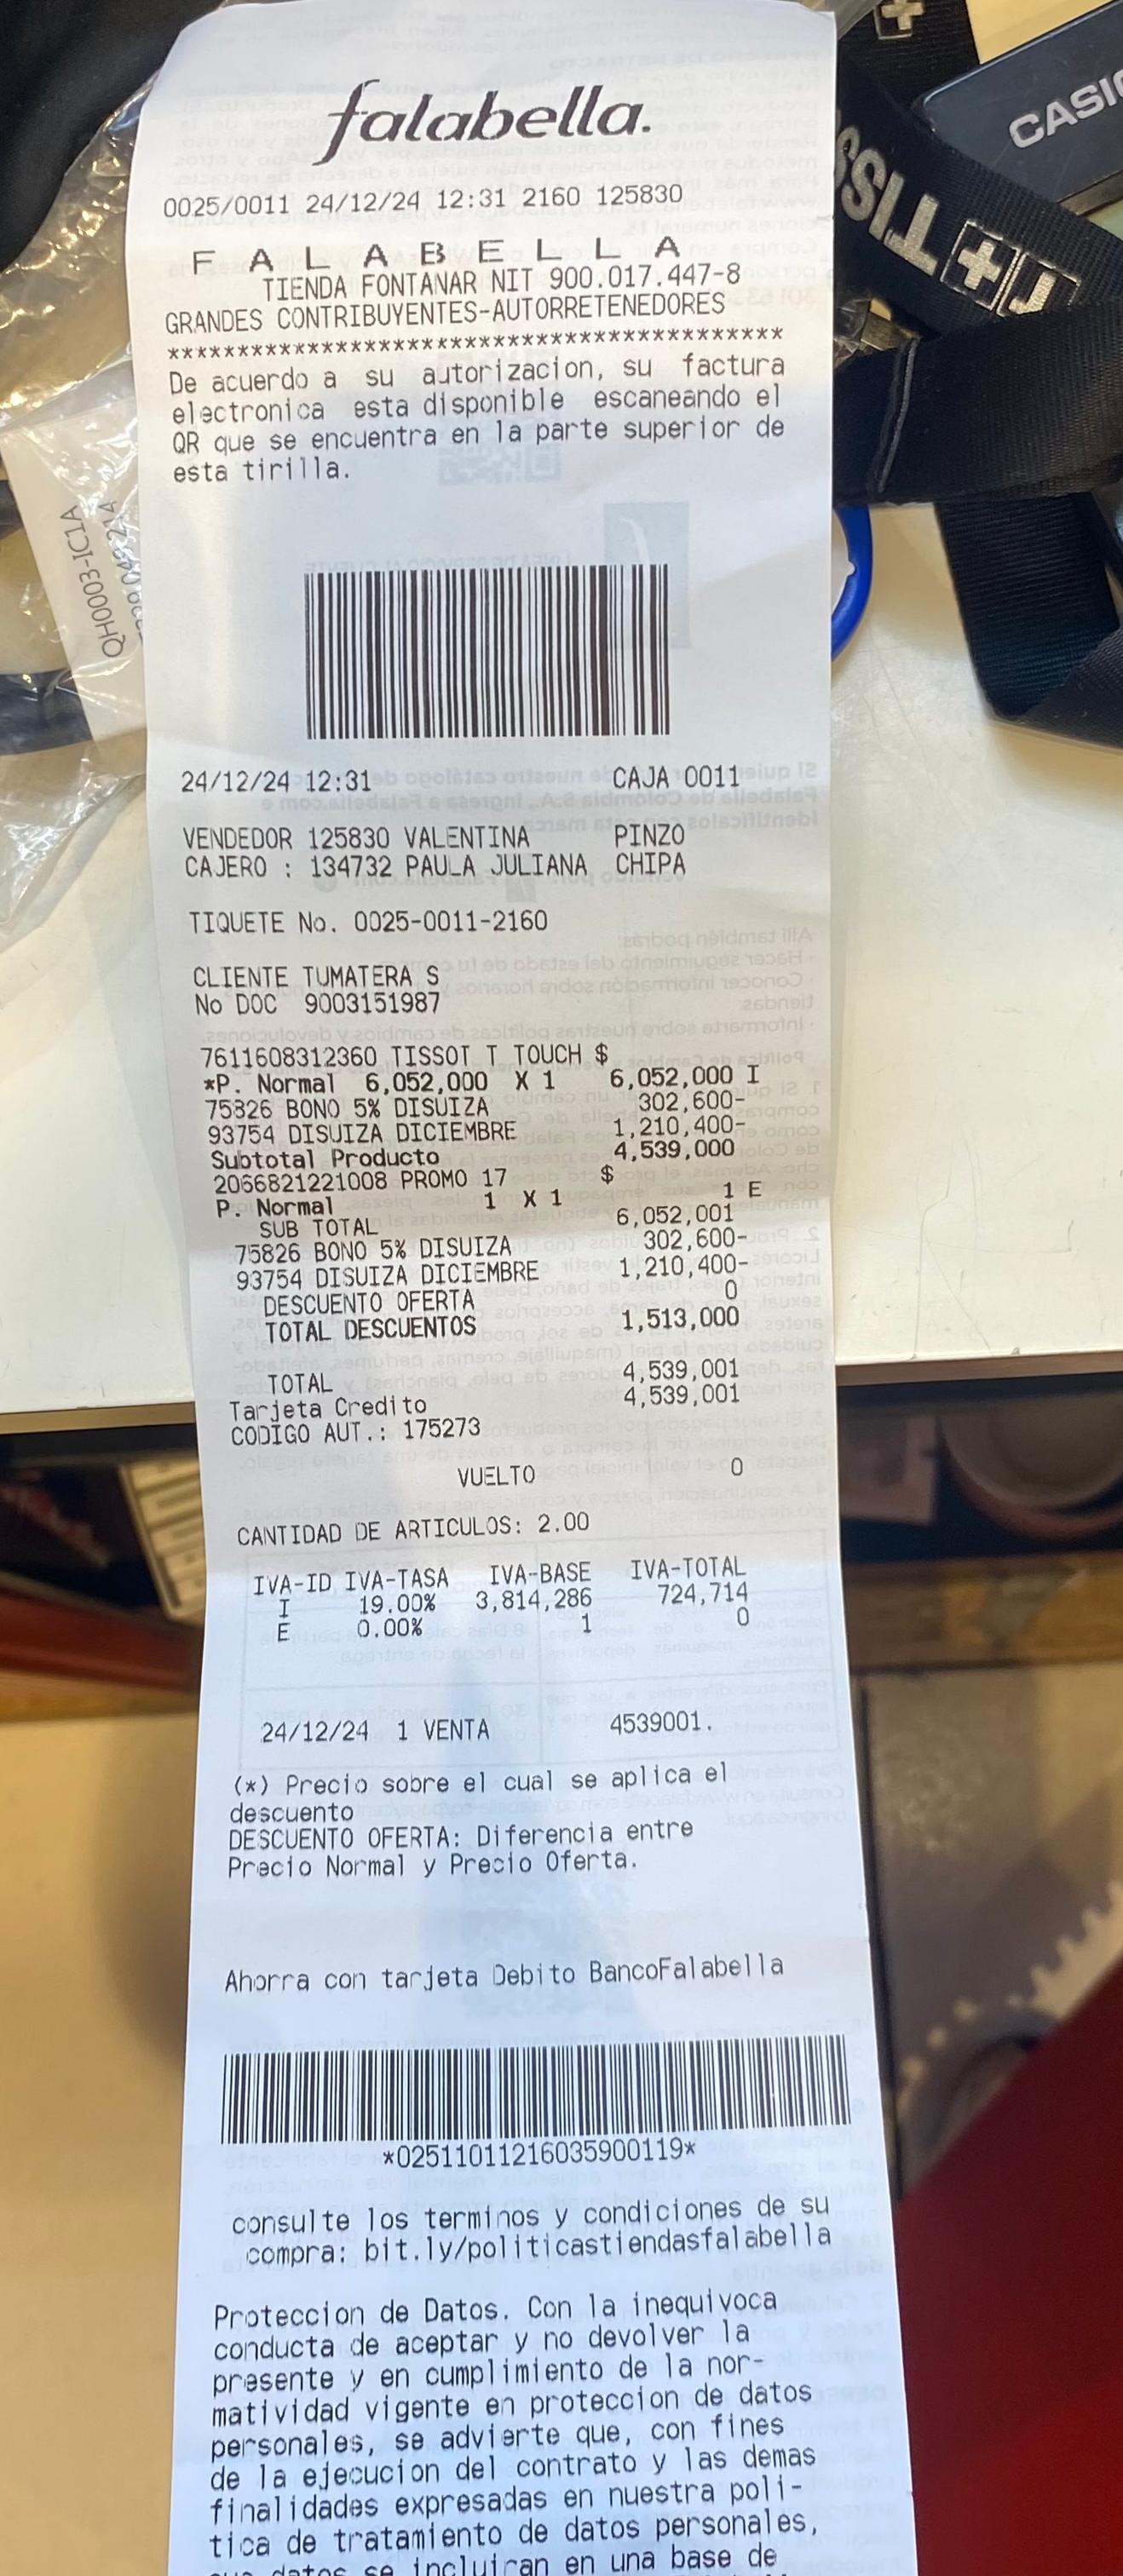 falabella.
0025/0011 24/12/24 12:31 2160 125830
F A L A B E L L A
TIENDA FONTANAR NIT 900.017.447-8
GRANDES CONTRIBUYENTES-AUTORRETENEDORES
********************************************
De acuerdo a su autorizacion, su factura
electronica esta disponible escaneando el
QR que se encuentra en la parte superior de
esta tirilla.
24/12/24 12:31 CAJA 0011
VENDEDOR 125830 VALENTINA PINZO
CAJERO : 134732 PAULA JULIANA CHIPA
TIQUETE No. 0025-0011-2160
CLIENTE TUMATERA S
No DOC 9003151987
7611608312360 TISSOT T TOUCH $
*P. Normal 6,052,000 X 1 6,052,000 I
75826 BONO 5% DISUIZA 302,600-
93754 DISUIZA DICIEMBRE 1,210,400-
Subtotal Producto 4,539,000
2066821221008 PROMO 17 $
P. Normal 1 X 1 1 E
SUB TOTAL 6,052,001
75826 BONO 5% DISUIZA 302,600-
93754 DISUIZA DICIEMBRE 1,210,400-
DESCUENTO OFERTA 0
TOTAL DESCUENTOS 1,513,000
TOTAL 4,539,001
Tarjeta Credito 4,539,001
CODIGO AUT.: 175273
VUELTO 0
CANTIDAD DE ARTICULOS: 2.00
IVA-ID IVA-TASA IVA-BASE IVA-TOTAL
I 19.00% 3,814,286 724,714
E 0.00% 1 0
24/12/24 1 VENTA 4539001.
(*) Precio sobre el cual se aplica el
descuento
DESCUENTO OFERTA: Diferencia entre
Precio Normal y Precio Oferta.
Ahorra con tarjeta Debito BancoFalabella
*02511011216035900119*
consulte los terminos y condiciones de su
compra: bit.ly/politicastiendasfalabella
Proteccion de Datos. Con la inequivoca
conducta de aceptar y no devolver la
presente y en cumplimiento de la nor-
matividad vigente en proteccion de datos
personales, se advierte que, con fines
de la ejecucion del contrato y las demas
finalidades expresadas en nuestra poli-
tica de tratamiento de datos personales,
datos se incluiran en una base de
QH0003-IC1A
TISS
CASIO